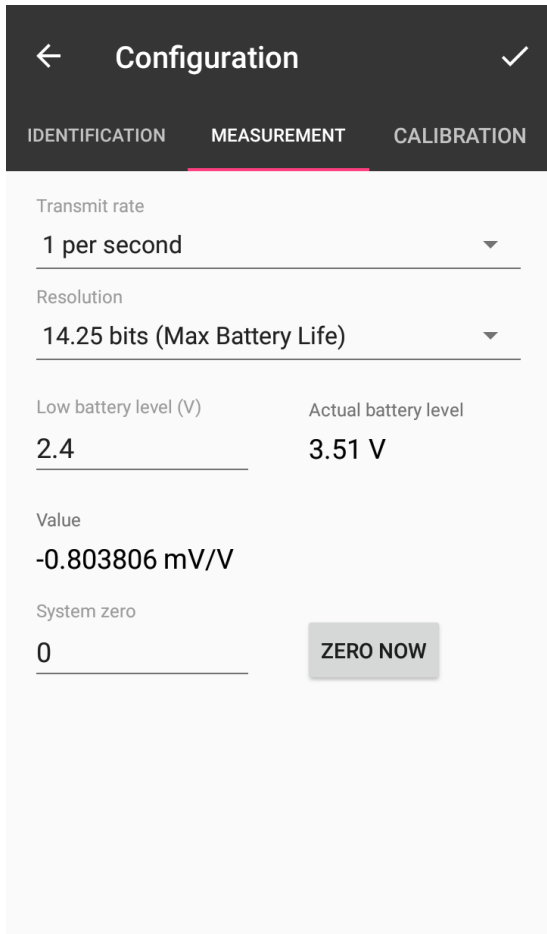 Configuration
IDENTIFICATION MEASUREMENT CALIBRATION
Transmit rate
1 per second
Resolution
14.25 bits (Max Battery Life)
Low battery level (V) Actual battery level
2.4 3.51 V
Value
-0.803806 mV/V
System zero
0 ZERO NOW